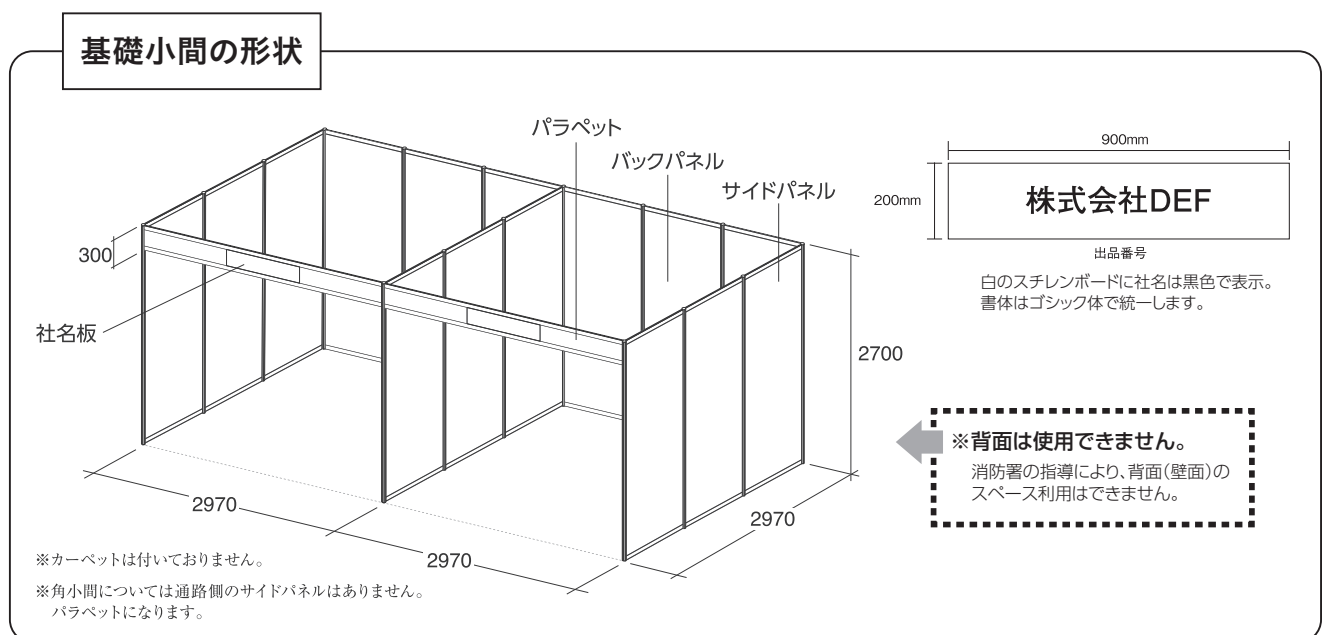 基礎小間の形状
パラペット
バックパネル
サイドパネル
300
社名板
2700
2970
2970
2970
900mm
200mm
株式会社DEF
出品番号
白のスチレンボードに社名は黒色で表示。
書体はゴシック体で統一します。
※背面は使用できません。
消防署の指導により、背面(壁面)の
スペース利用はできません。
※カーペットは付いておりません。
※角小間については通路側のサイドパネルはありません。
パラペットになります。